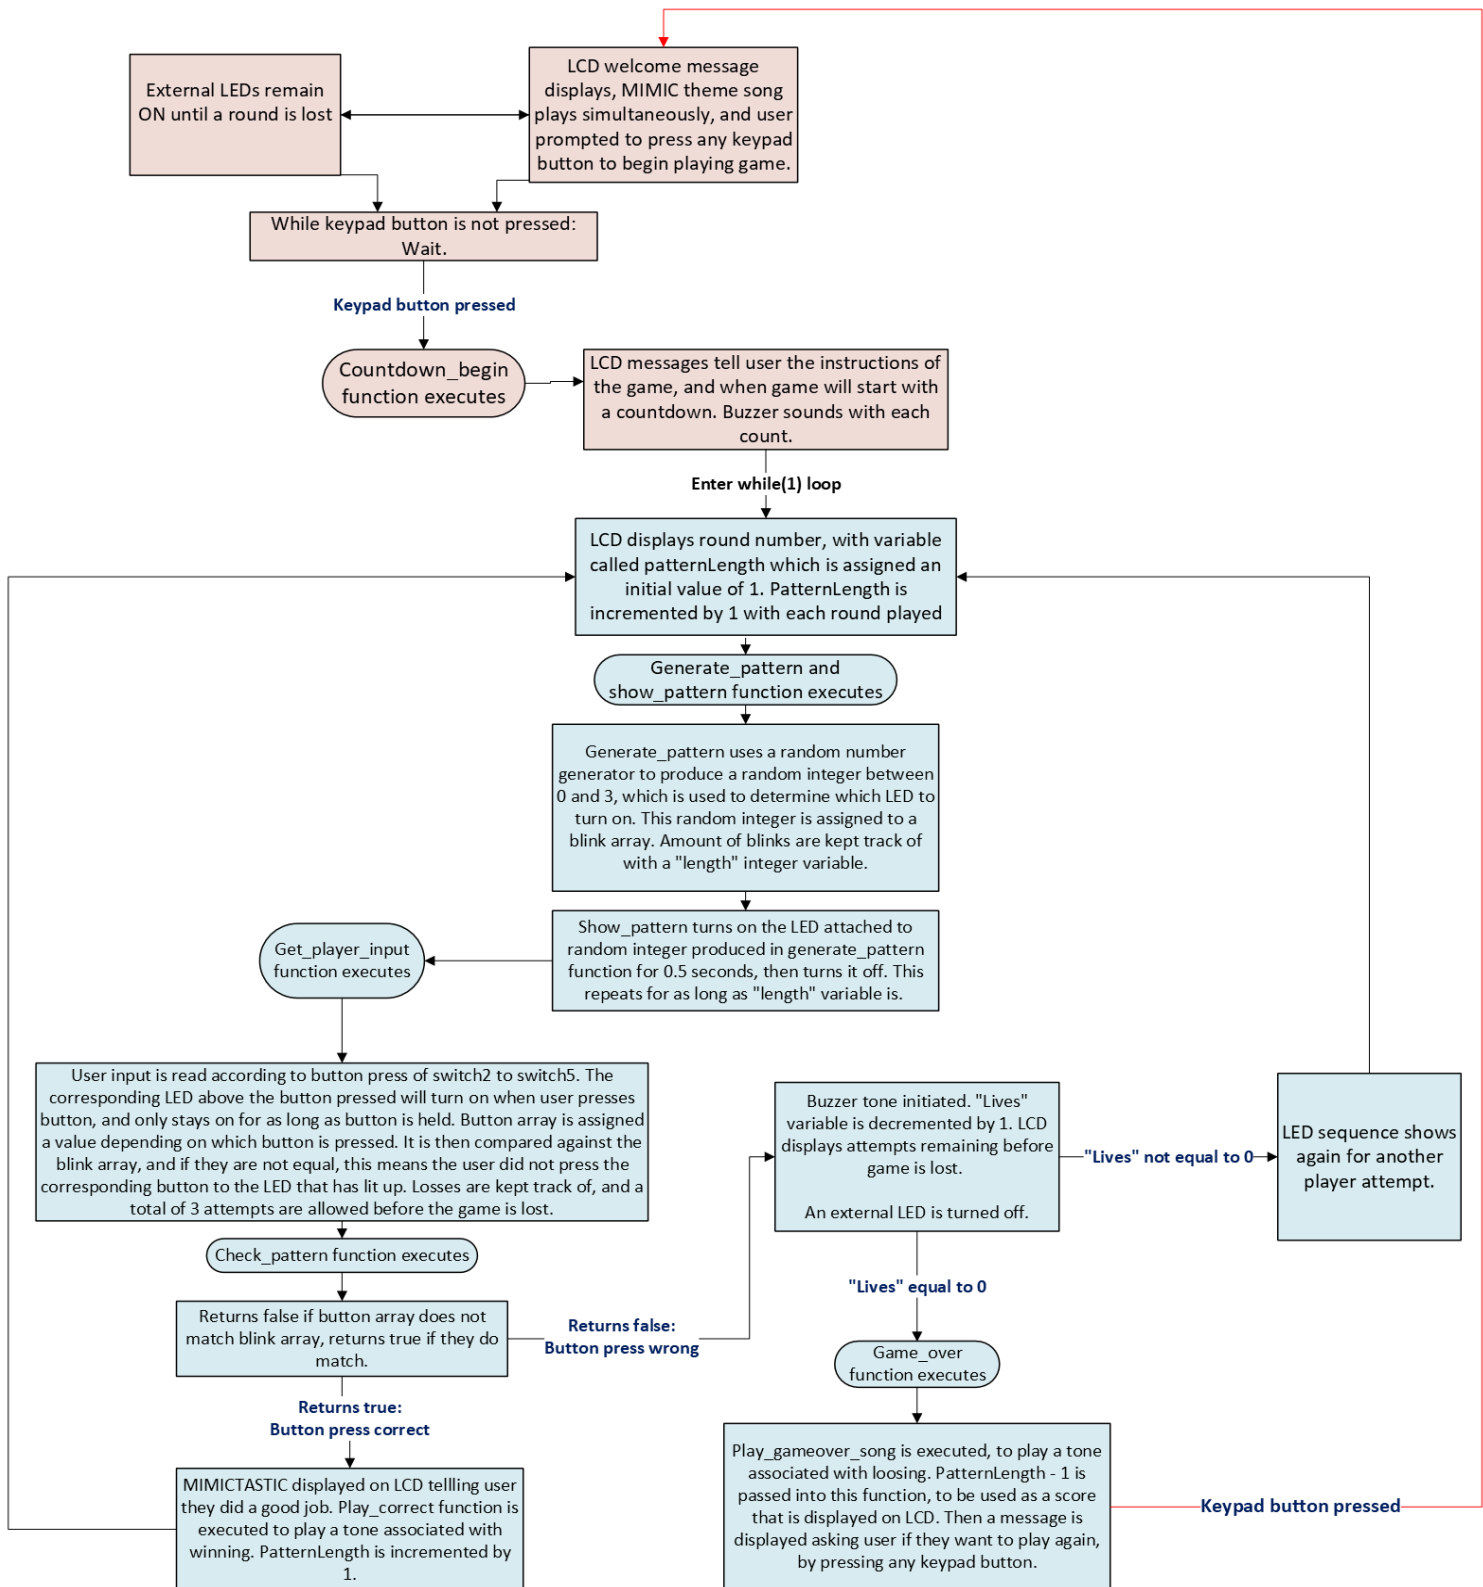 External LEDs remain
ON until a round is lost
LCD welcome message
displays, MIMIC theme song
plays simultaneously, and user
prompted to press any keypad
button to begin playing game.
While keypad button is not pressed:
Wait.
Keypad button pressed
Countdown_begin
function executes
LCD messages tell user the instructions of
the game, and when game will start with
a countdown. Buzzer sounds with each
count.
Enter while(1) loop
LCD displays round number, with variable
called patternLength which is assigned an
initial value of 1. PatternLength is
incremented by 1 with each round played
Generate_pattern and
show_pattern function executes
Generate_pattern uses a random number
generator to produce a random integer between
0 and 3, which is used to determine which LED to
turn on. This random integer is assigned to a
blink array. Amount of blinks are kept track of
with a "length" integer variable.
Show_pattern turns on the LED attached to
random integer produced in generate_pattern
function for 0.5 seconds, then turns it off. This
repeats for as long as "length" variable is.
Get_player_input
function executes
User input is read according to button press of switch2 to switch5. The
corresponding LED above the button pressed will turn on when user presses
button, and only stays on for as long as button is held. Button array is assigned
a value depending on which button is pressed. It is then compared against the
blink array, and if they are not equal, this means the user did not press the
corresponding button to the LED that has lit up. Losses are kept track of, and a
total of 3 attempts are allowed before the game is lost.
Check_pattern function executes
Returns false if button array does not
match blink array, returns true if they do
match.
Returns false:
Button press wrong
Returns true:
Button press correct
MIMICTASTIC displayed on LCD tellling user
they did a good job. Play_correct function is
executed to play a tone associated with
winning. PatternLength is incremented by
1.
Buzzer tone initiated. "Lives"
variable is decremented by 1. LCD
displays attempts remaining before
game is lost.
An external LED is turned off.
"Lives" not equal to 0
LED sequence shows
again for another
player attempt.
"Lives" equal to 0
Game_over
function executes
Play_gameover_song is executed, to play a tone
associated with loosing. PatternLength - 1 is
passed into this function, to be used as a score
that is displayed on LCD. Then a message is
displayed asking user if they want to play again,
by pressing any keypad button.
Keypad button pressed